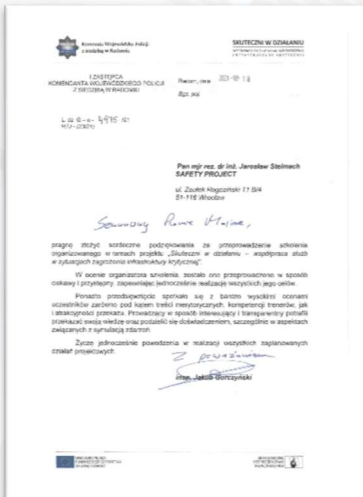 Komenda Wojewódzka Policji
z siedzibą w Radomiu
SKUTECZNI W DZIAŁANIU
I ZASTĘPCA
KOMENDANTA WOJEWÓDZKIEGO POLICJI
Z SIEDZIBĄ W RADOMIU
Radom, dnia
Egz. poj.
Pan mjr rez. dr inż. Jarosław Stelmach
SAFETY PROJECT
ul. Zaułek Rogoziński
Wrocław
Szanowny Panie Majorze,
pragnę złożyć serdeczne podziękowania za przeprowadzenie szkolenia
organizowanego w ramach projektu „Skuteczni w działaniu – współpraca służb
w sytuacjach zagrożenia infrastruktury krytycznej”.
W ocenie organizatora szkolenia, zostało ono przeprowadzone w sposób
ciekawy i przystępny, zapewniając jednocześnie realizację wszystkich jego celów.
Ponadto przedsięwzięcie spotkało się z bardzo wysokimi ocenami
uczestników zarówno pod kątem treści merytorycznych, kompetencji trenerów, jak
i atrakcyjności przekazu. Prowadzący w sposób interesujący i transparentny potrafili
przekazać swoją wiedzę oraz podzielić się doświadczeniem, szczególnie w aspektach
związanych z symulacją zdarzeń.
Życzę jednocześnie powodzenia w realizacji wszystkich zaplanowanych
działań projektowych.
Z poważaniem
insp. Jakub Gorczyński